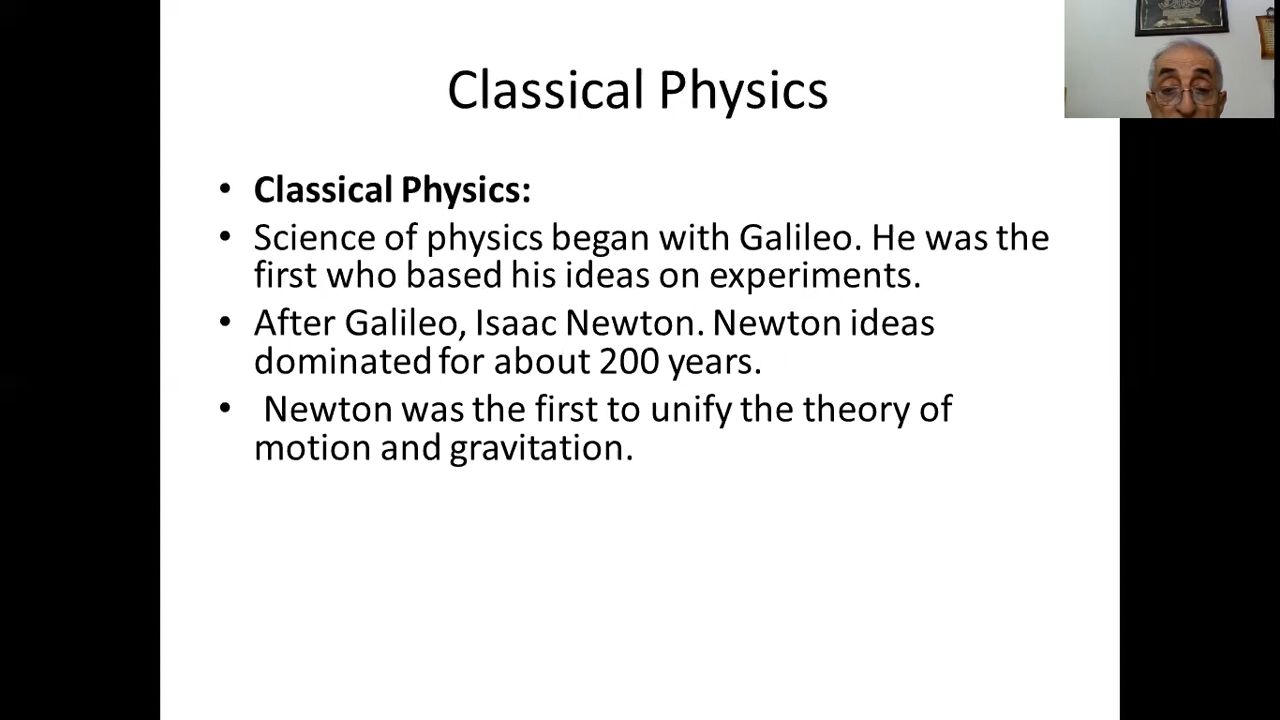 Classical Physics
• Classical Physics:
• Science of physics began with Galileo. He was the
first who based his ideas on experiments.
• After Galileo, Isaac Newton. Newton ideas
dominated for about 200 years.
• Newton was the first to unify the theory of
motion and gravitation.